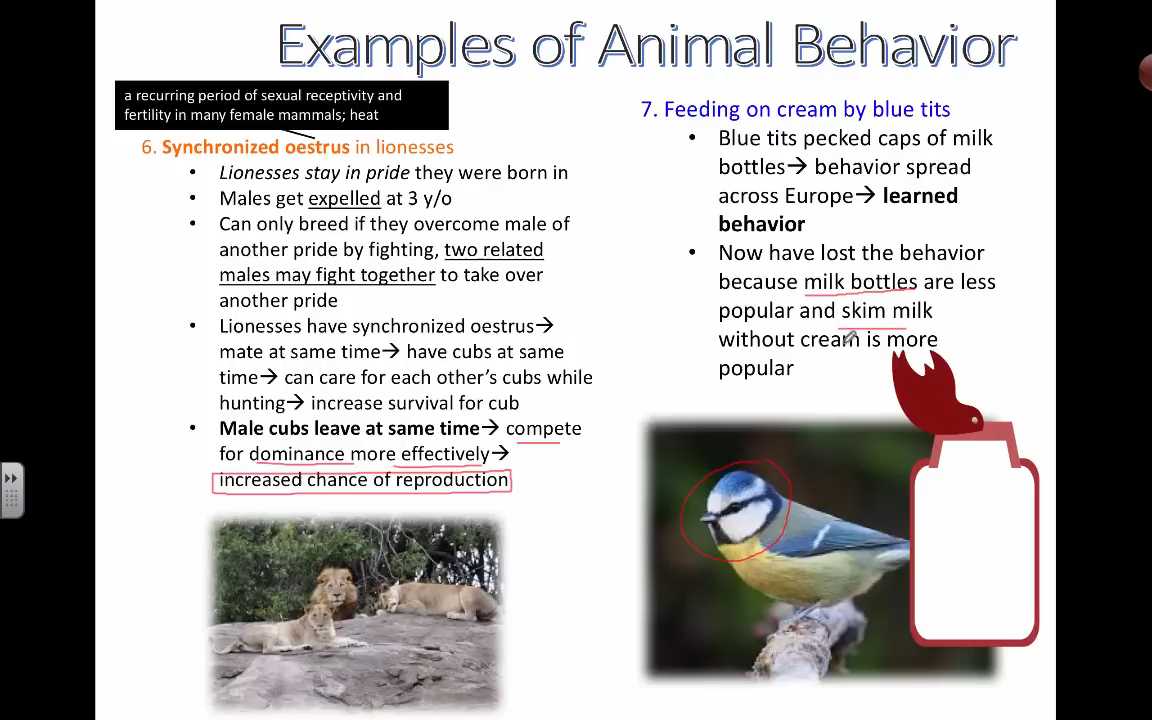 Examples of Animal Behavior
a recurring period of sexual receptivity and
fertility in many female mammals; heat
6. Synchronized oestrus in lionesses
• Lionesses stay in pride they were born in
• Males get expelled at 3 y/o
• Can only breed if they overcome male of
another pride by fighting, two related
males may fight together to take over
another pride
• Lionesses have synchronized oestrus→
mate at same time→ have cubs at same
time→ can care for each other's cubs while
hunting→ increase survival for cub
• Male cubs leave at same time→ compete
for dominance more effectively→
increased chance of reproduction
7. Feeding on cream by blue tits
• Blue tits pecked caps of milk
bottles→ behavior spread
across Europe→ learned
behavior
• Now have lost the behavior
because milk bottles are less
popular and skim milk
without cream is more
popular